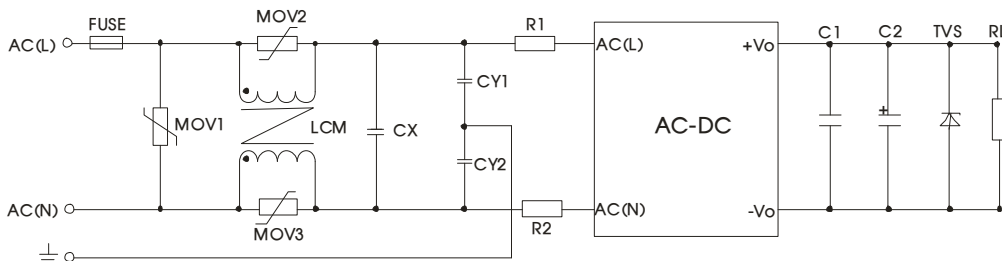 FUSE
MOV2
R1
C1
C2
TVS
AC(L)
AC(L)
+Vo
CY1
MOV1
LCM
CX
AC-DC
+
CY2
AC(N)
AC(N)
-Vo
MOV3
R2